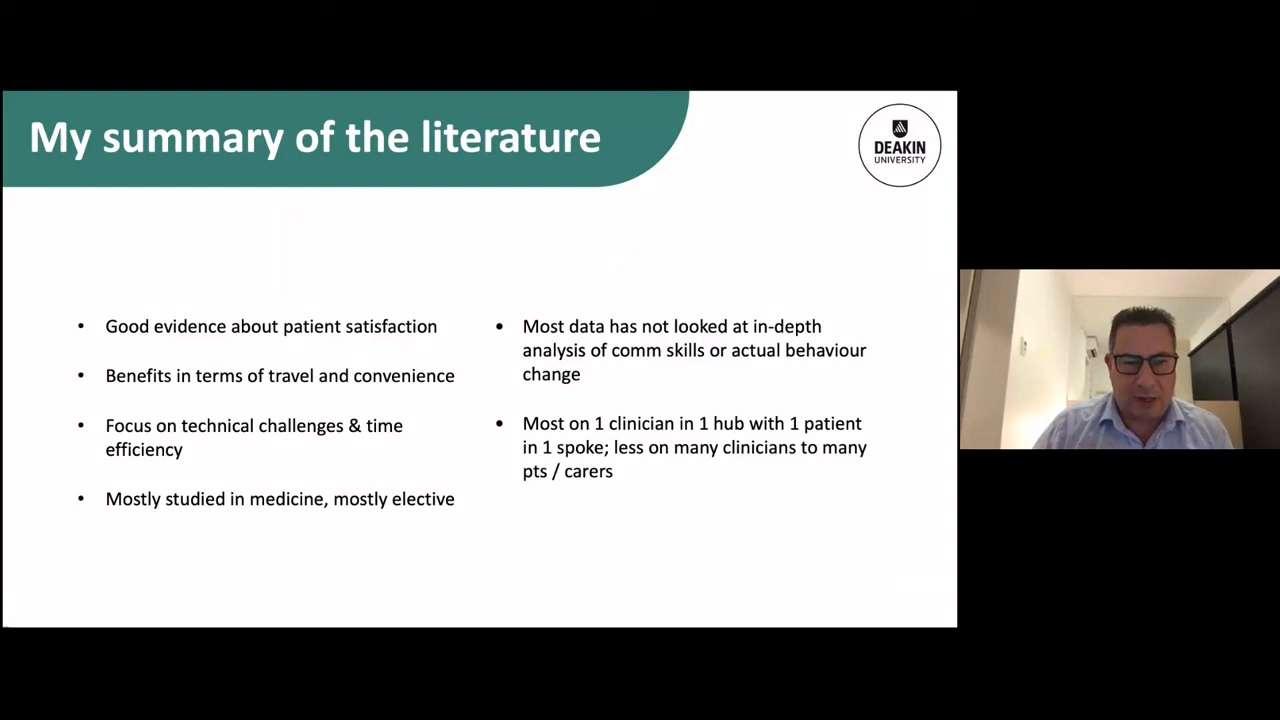 My summary of the literature
DEAKIN
UNIVERSITY
• Good evidence about patient satisfaction
• Benefits in terms of travel and convenience
• Focus on technical challenges & time
efficiency
• Mostly studied in medicine, mostly elective
• Most data has not looked at in-depth
analysis of comm skills or actual behaviour
change
• Most on 1 clinician in 1 hub with 1 patient
in 1 spoke; less on many clinicians to many
pts / carers